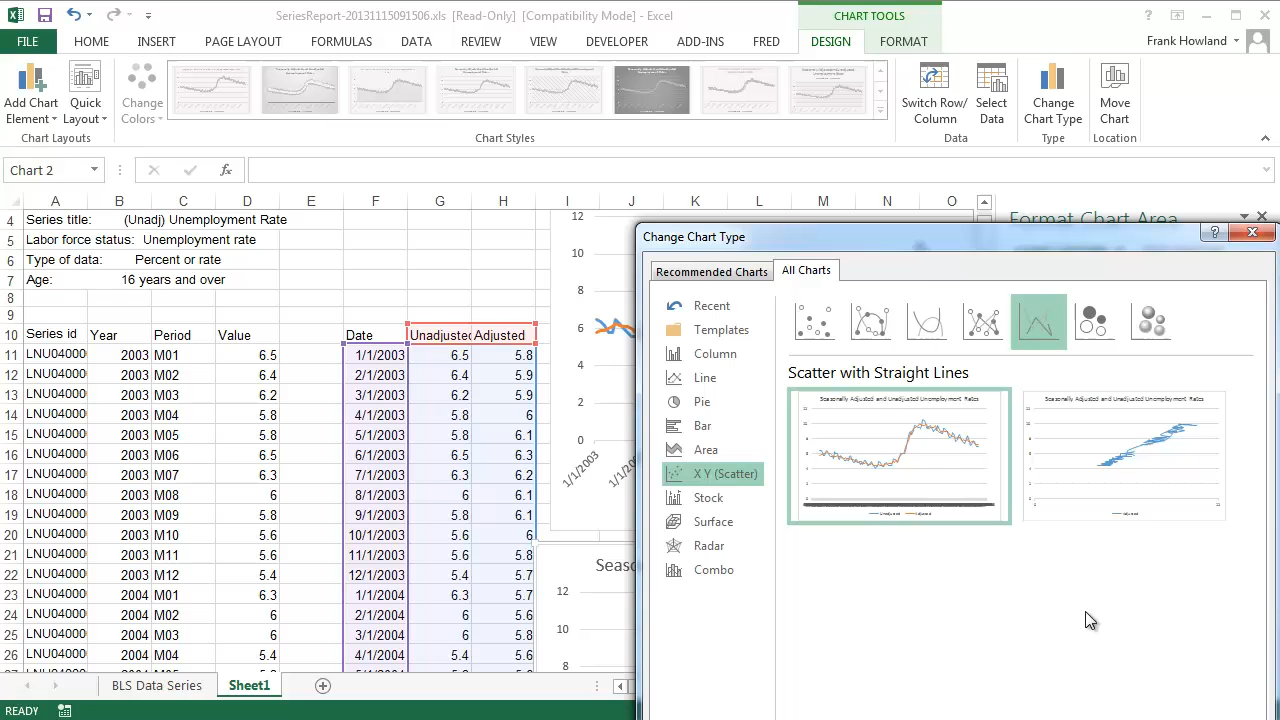 SeriesReport-20131115091506.xls [Read-Only] [Compatibility Mode] - Excel
CHART TOOLS
FILE HOME INSERT PAGE LAYOUT FORMULAS DATA REVIEW VIEW DEVELOPER ADD-INS FRED DESIGN FORMAT Frank Howland
Add Chart Element Quick Layout Change Colors Switch Row/ Column Select Data Change Chart Type Move Chart
Chart Layouts Chart Styles Data Type Location
Chart 2 fx
A B C D E F G H I J K L M N O
4 Series title: (Unadj) Unemployment Rate
5 Labor force status: Unemployment rate
6 Type of data: Percent or rate
7 Age: 16 years and over
8
9
10 Series id Year Period Value Date Unadjusted Adjusted
11 LNU04000 2003 M01 6.5 1/1/2003 6.5 5.8
12 LNU04000 2003 M02 6.4 2/1/2003 6.4 5.9
13 LNU04000 2003 M03 6.2 3/1/2003 6.2 5.9
14 LNU04000 2003 M04 5.8 4/1/2003 5.8 6
15 LNU04000 2003 M05 5.8 5/1/2003 5.8 6.1
16 LNU04000 2003 M06 6.5 6/1/2003 6.5 6.3
17 LNU04000 2003 M07 6.3 7/1/2003 6.3 6.2
18 LNU04000 2003 M08 6 8/1/2003 6 6.1
19 LNU04000 2003 M09 5.8 9/1/2003 5.8 6.1
20 LNU04000 2003 M10 5.6 10/1/2003 5.6 6
21 LNU04000 2003 M11 5.6 11/1/2003 5.6 5.8
22 LNU04000 2003 M12 5.4 12/1/2003 5.4 5.7
23 LNU04000 2004 M01 6.3 1/1/2004 6.3 5.7
24 LNU04000 2004 M02 6 2/1/2004 6 5.6
25 LNU04000 2004 M03 6 3/1/2004 6 5.8
26 LNU04000 2004 M04 5.4 4/1/2004 5.4 5.6
12
10
8
6
4
2
0
1/1/2003
Seas
12
10
8
Format Chart Area
Change Chart Type
Recommended Charts All Charts
Recent
Templates
Column
Line
Pie
Bar
Area
X Y (Scatter)
Stock
Surface
Radar
Combo
Scatter with Straight Lines
Seasonally Adjusted and Unadjusted Unemployment Rates
Unadjusted Adjusted
Seasonally Adjusted and Unadjusted Unemployment Rates
Adjusted
BLS Data Series Sheet1
READY